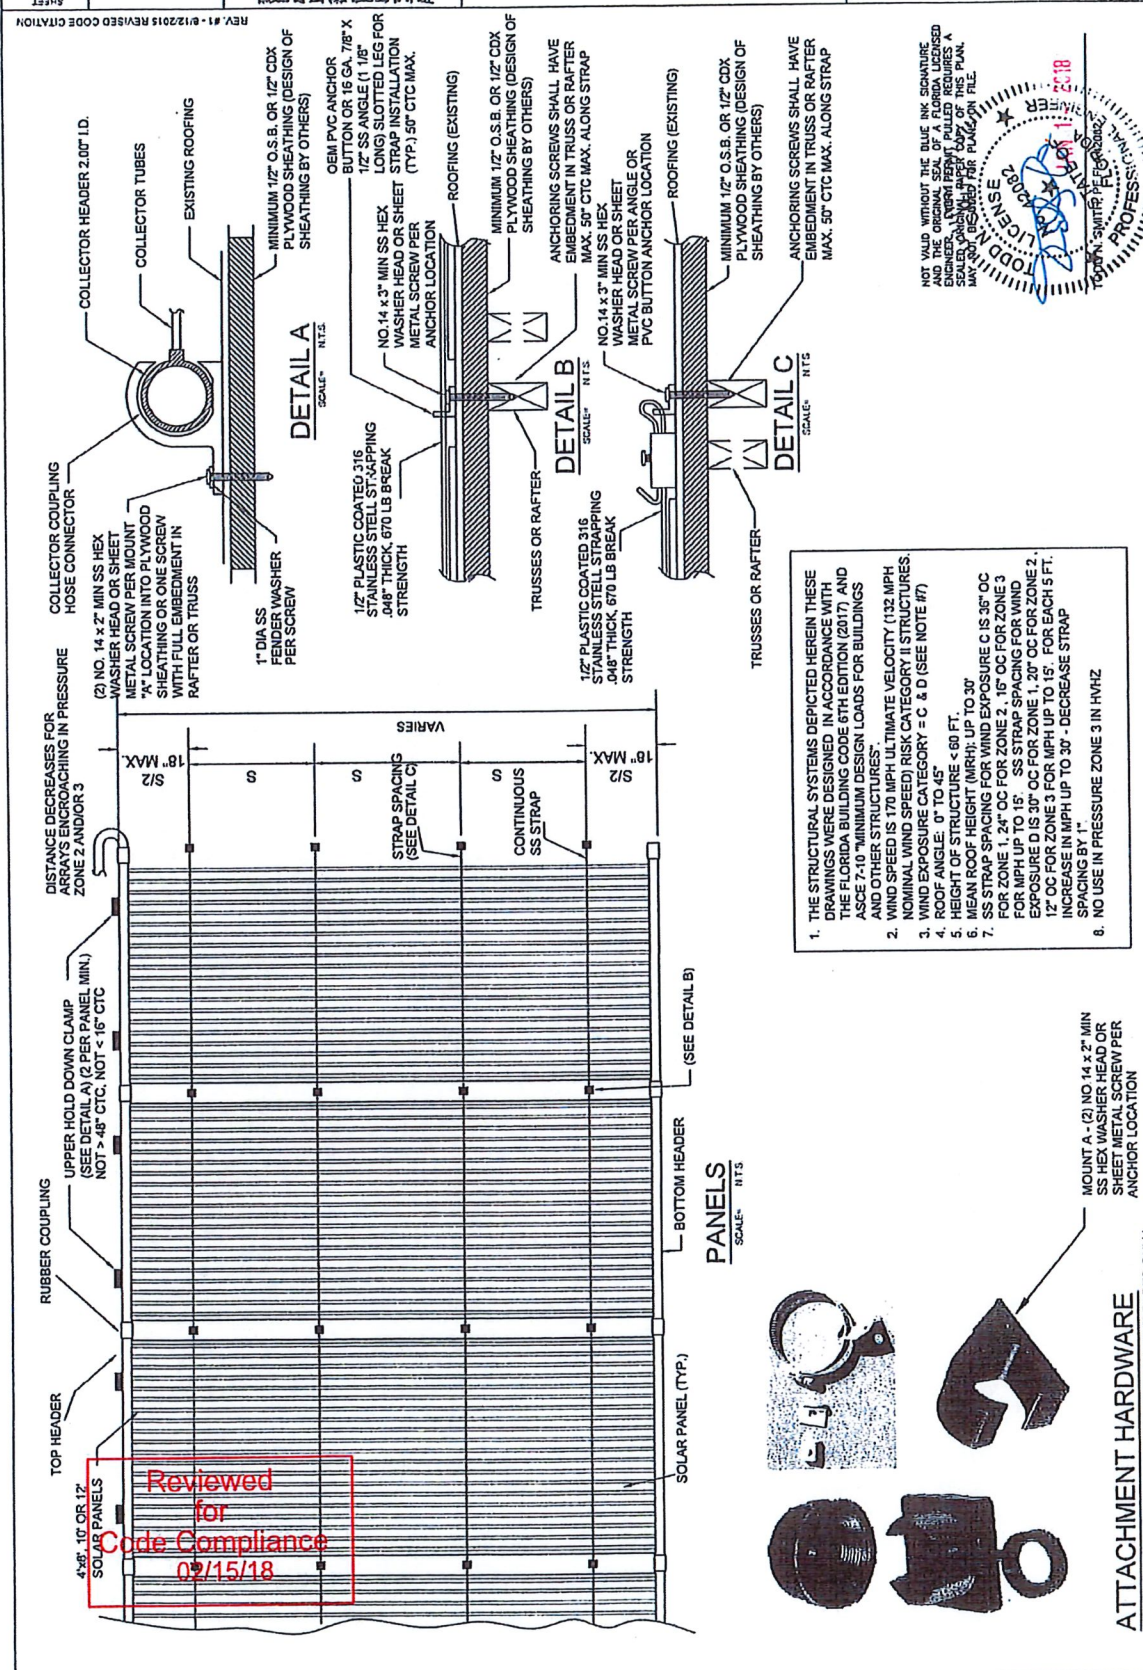 REV. #1 - 8/12/2015 REVISED CODE CITATION
SHEET
DISTANCE DECREASES FOR
ARRAYS ENCROACHING IN PRESSURE
ZONE 2 AND/OR 3
RUBBER COUPLING
UPPER HOLD DOWN CLAMP
(SEE DETAIL A) (2 PER PANEL MIN.)
NOT > 48" CTC, NOT < 16" CTC
TOP HEADER
4'x8', 10' OR 12'
SOLAR PANELS
Reviewed
for
Code Compliance
02/15/18
S/2
18" MAX.
S
S
S
S/2
18" MAX.
VARIES
STRAP SPACING
(SEE DETAIL C)
CONTINUOUS
SS STRAP
(SEE DETAIL B)
BOTTOM HEADER
SOLAR PANEL (TYP.)
PANELS
SCALE= N.T.S.
COLLECTOR COUPLING
HOSE CONNECTOR
(2) NO. 14 x 2" MIN SS HEX
WASHER HEAD OR SHEET
METAL SCREW PER MOUNT
"A" LOCATION INTO PLYWOOD
SHEATHING OR ONE SCREW
WITH FULL EMBEDMENT IN
RAFTER OR TRUSS
1" DIA SS
FENDER WASHER
PER SCREW
COLLECTOR HEADER 2.00" I.D.
COLLECTOR TUBES
EXISTING ROOFING
MINIMUM 1/2" O.S.B. OR 1/2" CDX
PLYWOOD SHEATHING (DESIGN OF
SHEATHING BY OTHERS)
DETAIL A
SCALE= N.T.S.
1/2" PLASTIC COATED 316
STAINLESS STELL STRAPPING
.048" THICK, 670 LB BREAK
STRENGTH
TRUSSES OR RAFTER
OEM PVC ANCHOR
BUTTON OR 16 GA. 7/8" X
1/2" SS ANGLE (1 1/8"
LONG) SLOTTED LEG FOR
STRAP INSTALLATION
(TYP.) 50" CTC MAX.
NO.14 x 3" MIN SS HEX
WASHER HEAD OR SHEET
METAL SCREW PER
ANCHOR LOCATION
ROOFING (EXISTING)
MINIMUM 1/2" O.S.B. OR 1/2" CDX
PLYWOOD SHEATHING (DESIGN OF
SHEATHING BY OTHERS)
ANCHORING SCREWS SHALL HAVE
EMBEDMENT IN TRUSS OR RAFTER
MAX. 50" CTC MAX. ALONG STRAP
DETAIL B
SCALE= N.T.S.
1/2" PLASTIC COATED 316
STAINLESS STELL STRAPPING
.048" THICK, 670 LB BREAK
STRENGTH
TRUSSES OR RAFTER
NO.14 x 3" MIN SS HEX
WASHER HEAD OR SHEET
METAL SCREW PER ANGLE OR
PVC BUTTON ANCHOR LOCATION
ROOFING (EXISTING)
MINIMUM 1/2" O.S.B. OR 1/2" CDX
PLYWOOD SHEATHING (DESIGN OF
SHEATHING BY OTHERS)
ANCHORING SCREWS SHALL HAVE
EMBEDMENT IN TRUSS OR RAFTER
MAX. 50" CTC MAX. ALONG STRAP
DETAIL C
SCALE= N.T.S
1. THE STRUCTURAL SYSTEMS DEPICTED HEREIN THESE
DRAWINGS WERE DESIGNED IN ACCORDANCE WITH
THE FLORIDA BUILDING CODE 6TH EDITION (2017) AND
ASCE 7-10 "MINIMUM DESIGN LOADS FOR BUILDINGS
AND OTHER STRUCTURES".
2. WIND SPEED IS 170 MPH ULTIMATE VELOCITY (132 MPH
NOMINAL WIND SPEED) RISK CATEGORY II STRUCTURES.
3. WIND EXPOSURE CATEGORY = C & D (SEE NOTE #7)
4. ROOF ANGLE: 0° TO 45°
5. HEIGHT OF STRUCTURE < 60 FT.
6. MEAN ROOF HEIGHT (MRH): UP TO 30'
7. SS STRAP SPACING FOR WIND EXPOSURE C IS 36" OC
FOR ZONE 1, 24" OC FOR ZONE 2, 16" OC FOR ZONE 3
FOR MPH UP TO 15'. SS STRAP SPACING FOR WIND
EXPOSURE D IS 30" OC FOR ZONE 1, 20" OC FOR ZONE 2,
12" OC FOR ZONE 3 FOR MPH UP TO 15'. FOR EACH 5 FT.
INCREASE IN MPH UP TO 30' - DECREASE STRAP
SPACING BY 1".
8. NO USE IN PRESSURE ZONE 3 IN HVHZ
NOT VALID WITHOUT THE BLUE INK SIGNATURE
AND THE ORIGINAL SEAL OF A FLORIDA LICENSED
ENGINEER. EVERY PERMIT PULLED REQUIRES A
SEALED ORIGINAL PAPER COPY OF THIS PLAN.
MAY NOT BE USED FOR PLANS ON FILE.
TODD N.
LICENSE
No. 42082
STATE OF
FLORIDA
PROFESSIONAL ENGINEER
2018
MOUNT A - (2) NO 14 x 2" MIN
SS HEX WASHER HEAD OR
SHEET METAL SCREW PER
ANCHOR LOCATION
ATTACHMENT HARDWARE